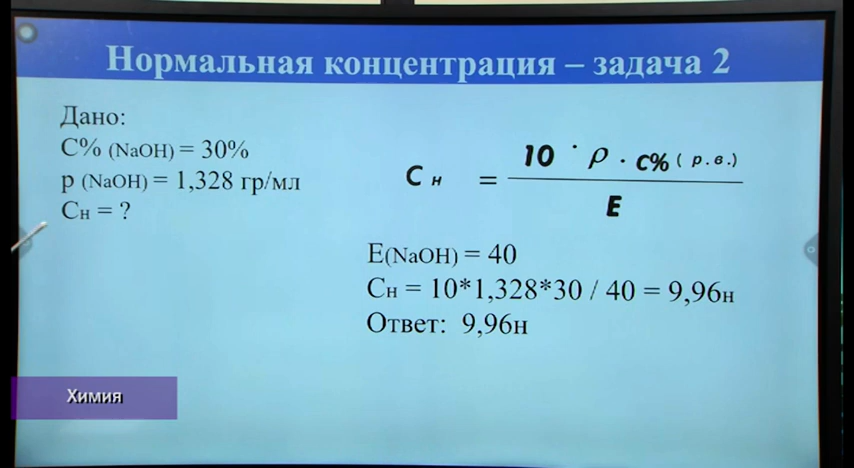 Нормальная концентрация – задача 2
Дано:
С% (NaOH) = 30%
р (NaOH) = 1,328 гр/мл
Сн = ?
С н = 10 · ρ · с% ( р.в.) / E
E(NaOH) = 40
Сн = 10*1,328*30 / 40 = 9,96н
Ответ: 9,96н
Химия